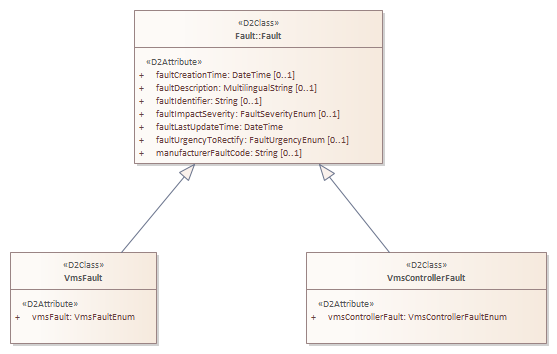 «D2Class»
Fault::Fault
«D2Attribute»
+ faultCreationTime: DateTime [0..1]
+ faultDescription: MultilingualString [0..1]
+ faultIdentifier: String [0..1]
+ faultImpactSeverity: FaultSeverityEnum [0..1]
+ faultLastUpdateTime: DateTime
+ faultUrgencyToRectify: FaultUrgencyEnum [0..1]
+ manufacturerFaultCode: String [0..1]
«D2Class»
VmsFault
«D2Attribute»
+ vmsFault: VmsFaultEnum
«D2Class»
VmsControllerFault
«D2Attribute»
+ vmsControllerFault: VmsControllerFaultEnum